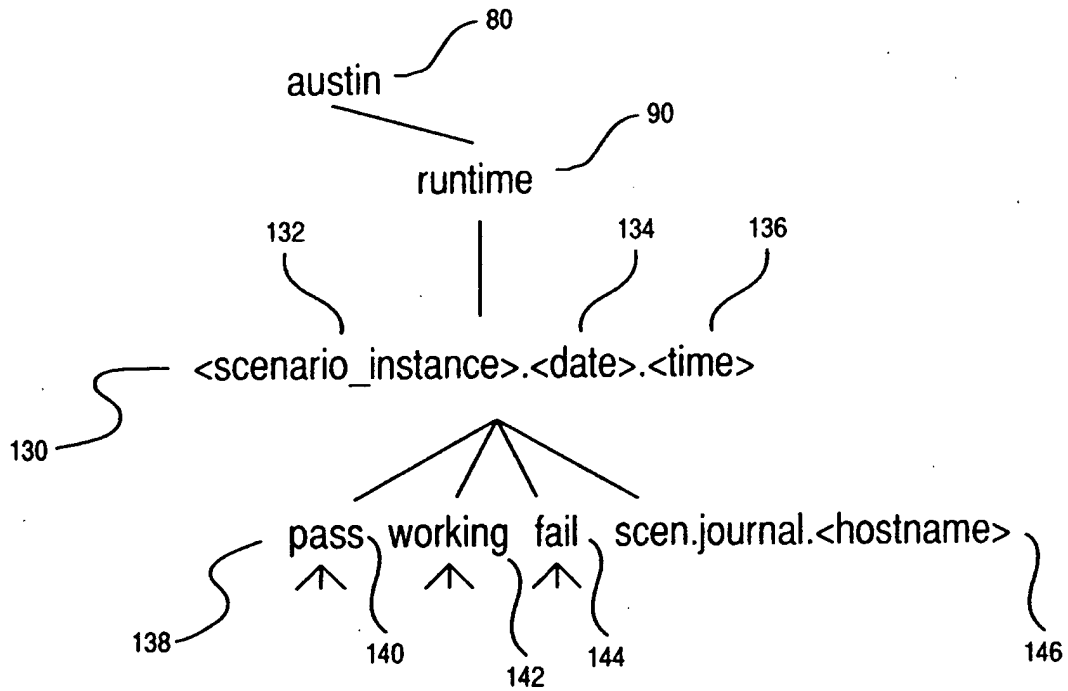 80
austin
90
runtime
132
134
136
<scenario_instance>.<date>.<time>
130
pass working fail scen.journal.<hostname>
138
140
142
144
146